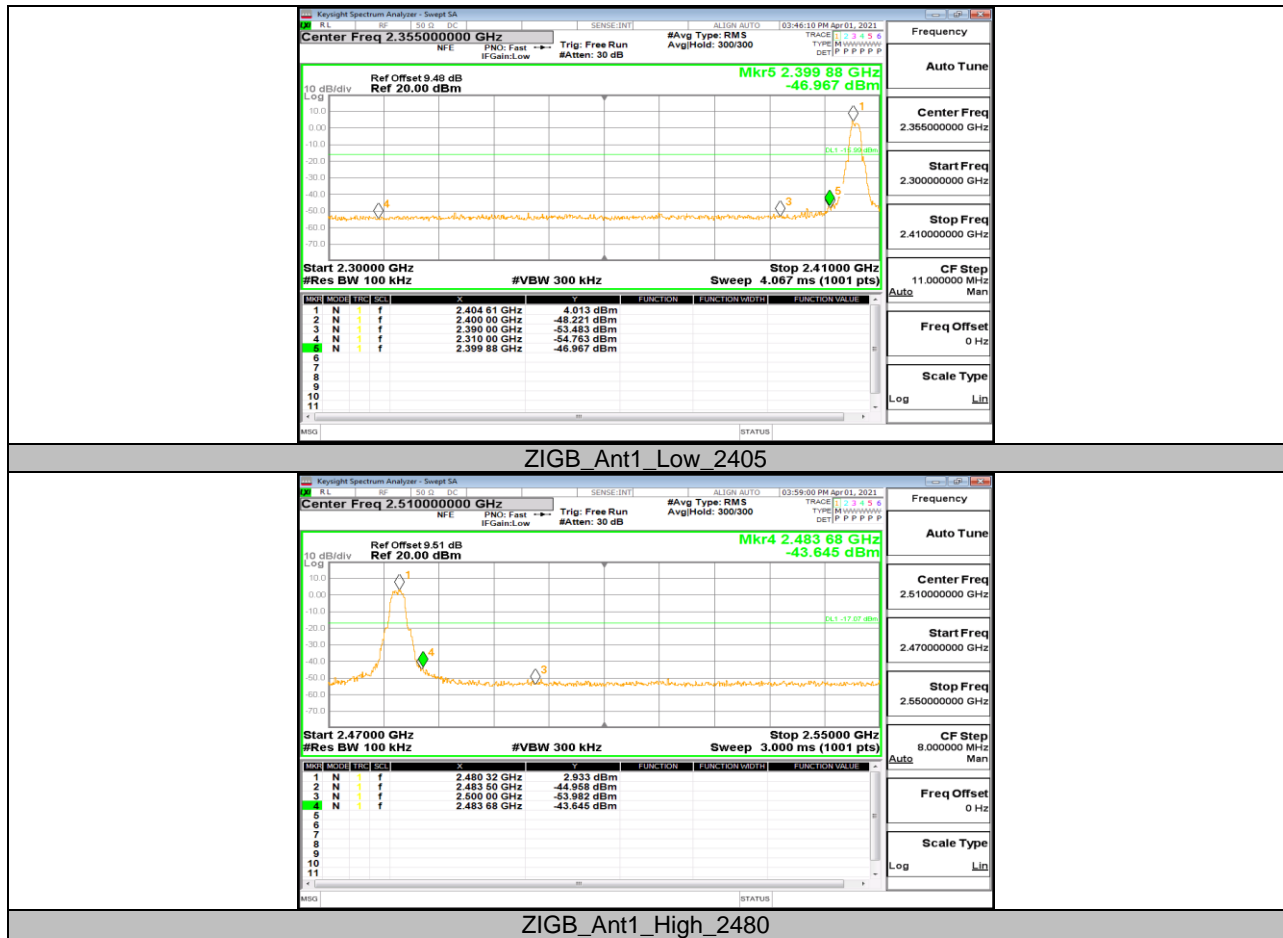 Keysight Spectrum Analyzer - Swept SA
RL RF 50 Ω DC SENSE:INT ALIGN AUTO 03:46:10 PM Apr 01, 2021
Center Freq 2.355000000 GHz #Avg Type: RMS TRACE 1 2 3 4 5 6
NFE PNO: Fast Trig: Free Run Avg|Hold: 300/300 TYPE M WWWWW
IFGain:Low #Atten: 30 dB DET P P P P P P
Ref Offset 9.48 dB Mkr5 2.399 88 GHz
10 dB/div Ref 20.00 dBm -46.967 dBm
Log
10.0
0.00
-10.0
-20.0
-30.0
-40.0
-50.0
-60.0
-70.0
1
DL1 -15.99 dBm
5
4
3
Start 2.30000 GHz Stop 2.41000 GHz
#Res BW 100 kHz #VBW 300 kHz Sweep 4.067 ms (1001 pts)
MKR MODE TRC SCL X Y FUNCTION FUNCTION WIDTH FUNCTION VALUE
1 N 1 f 2.404 61 GHz 4.013 dBm
2 N 1 f 2.400 00 GHz -48.221 dBm
3 N 1 f 2.390 00 GHz -53.483 dBm
4 N 1 f 2.310 00 GHz -54.763 dBm
5 N 1 f 2.399 88 GHz -46.967 dBm
6
7
8
9
10
11
MSG STATUS
Frequency
Auto Tune
Center Freq
2.355000000 GHz
Start Freq
2.300000000 GHz
Stop Freq
2.410000000 GHz
CF Step
11.000000 MHz
Auto Man
Freq Offset
0 Hz
Scale Type
Log Lin
ZIGB_Ant1_Low_2405
Keysight Spectrum Analyzer - Swept SA
RL RF 50 Ω DC SENSE:INT ALIGN AUTO 03:59:00 PM Apr 01, 2021
Center Freq 2.510000000 GHz #Avg Type: RMS TRACE 1 2 3 4 5 6
NFE PNO: Fast Trig: Free Run Avg|Hold: 300/300 TYPE M WWWWW
IFGain:Low #Atten: 30 dB DET P P P P P P
Ref Offset 9.51 dB Mkr4 2.483 68 GHz
10 dB/div Ref 20.00 dBm -43.645 dBm
Log
10.0
0.00
-10.0
-20.0
-30.0
-40.0
-50.0
-60.0
-70.0
1
DL1 -17.07 dBm
4
3
Start 2.47000 GHz Stop 2.55000 GHz
#Res BW 100 kHz #VBW 300 kHz Sweep 3.000 ms (1001 pts)
MKR MODE TRC SCL X Y FUNCTION FUNCTION WIDTH FUNCTION VALUE
1 N 1 f 2.480 32 GHz 2.933 dBm
2 N 1 f 2.483 50 GHz -44.958 dBm
3 N 1 f 2.500 00 GHz -53.982 dBm
4 N 1 f 2.483 68 GHz -43.645 dBm
5
6
7
8
9
10
11
MSG STATUS
Frequency
Auto Tune
Center Freq
2.510000000 GHz
Start Freq
2.470000000 GHz
Stop Freq
2.550000000 GHz
CF Step
8.000000 MHz
Auto Man
Freq Offset
0 Hz
Scale Type
Log Lin
ZIGB_Ant1_High_2480